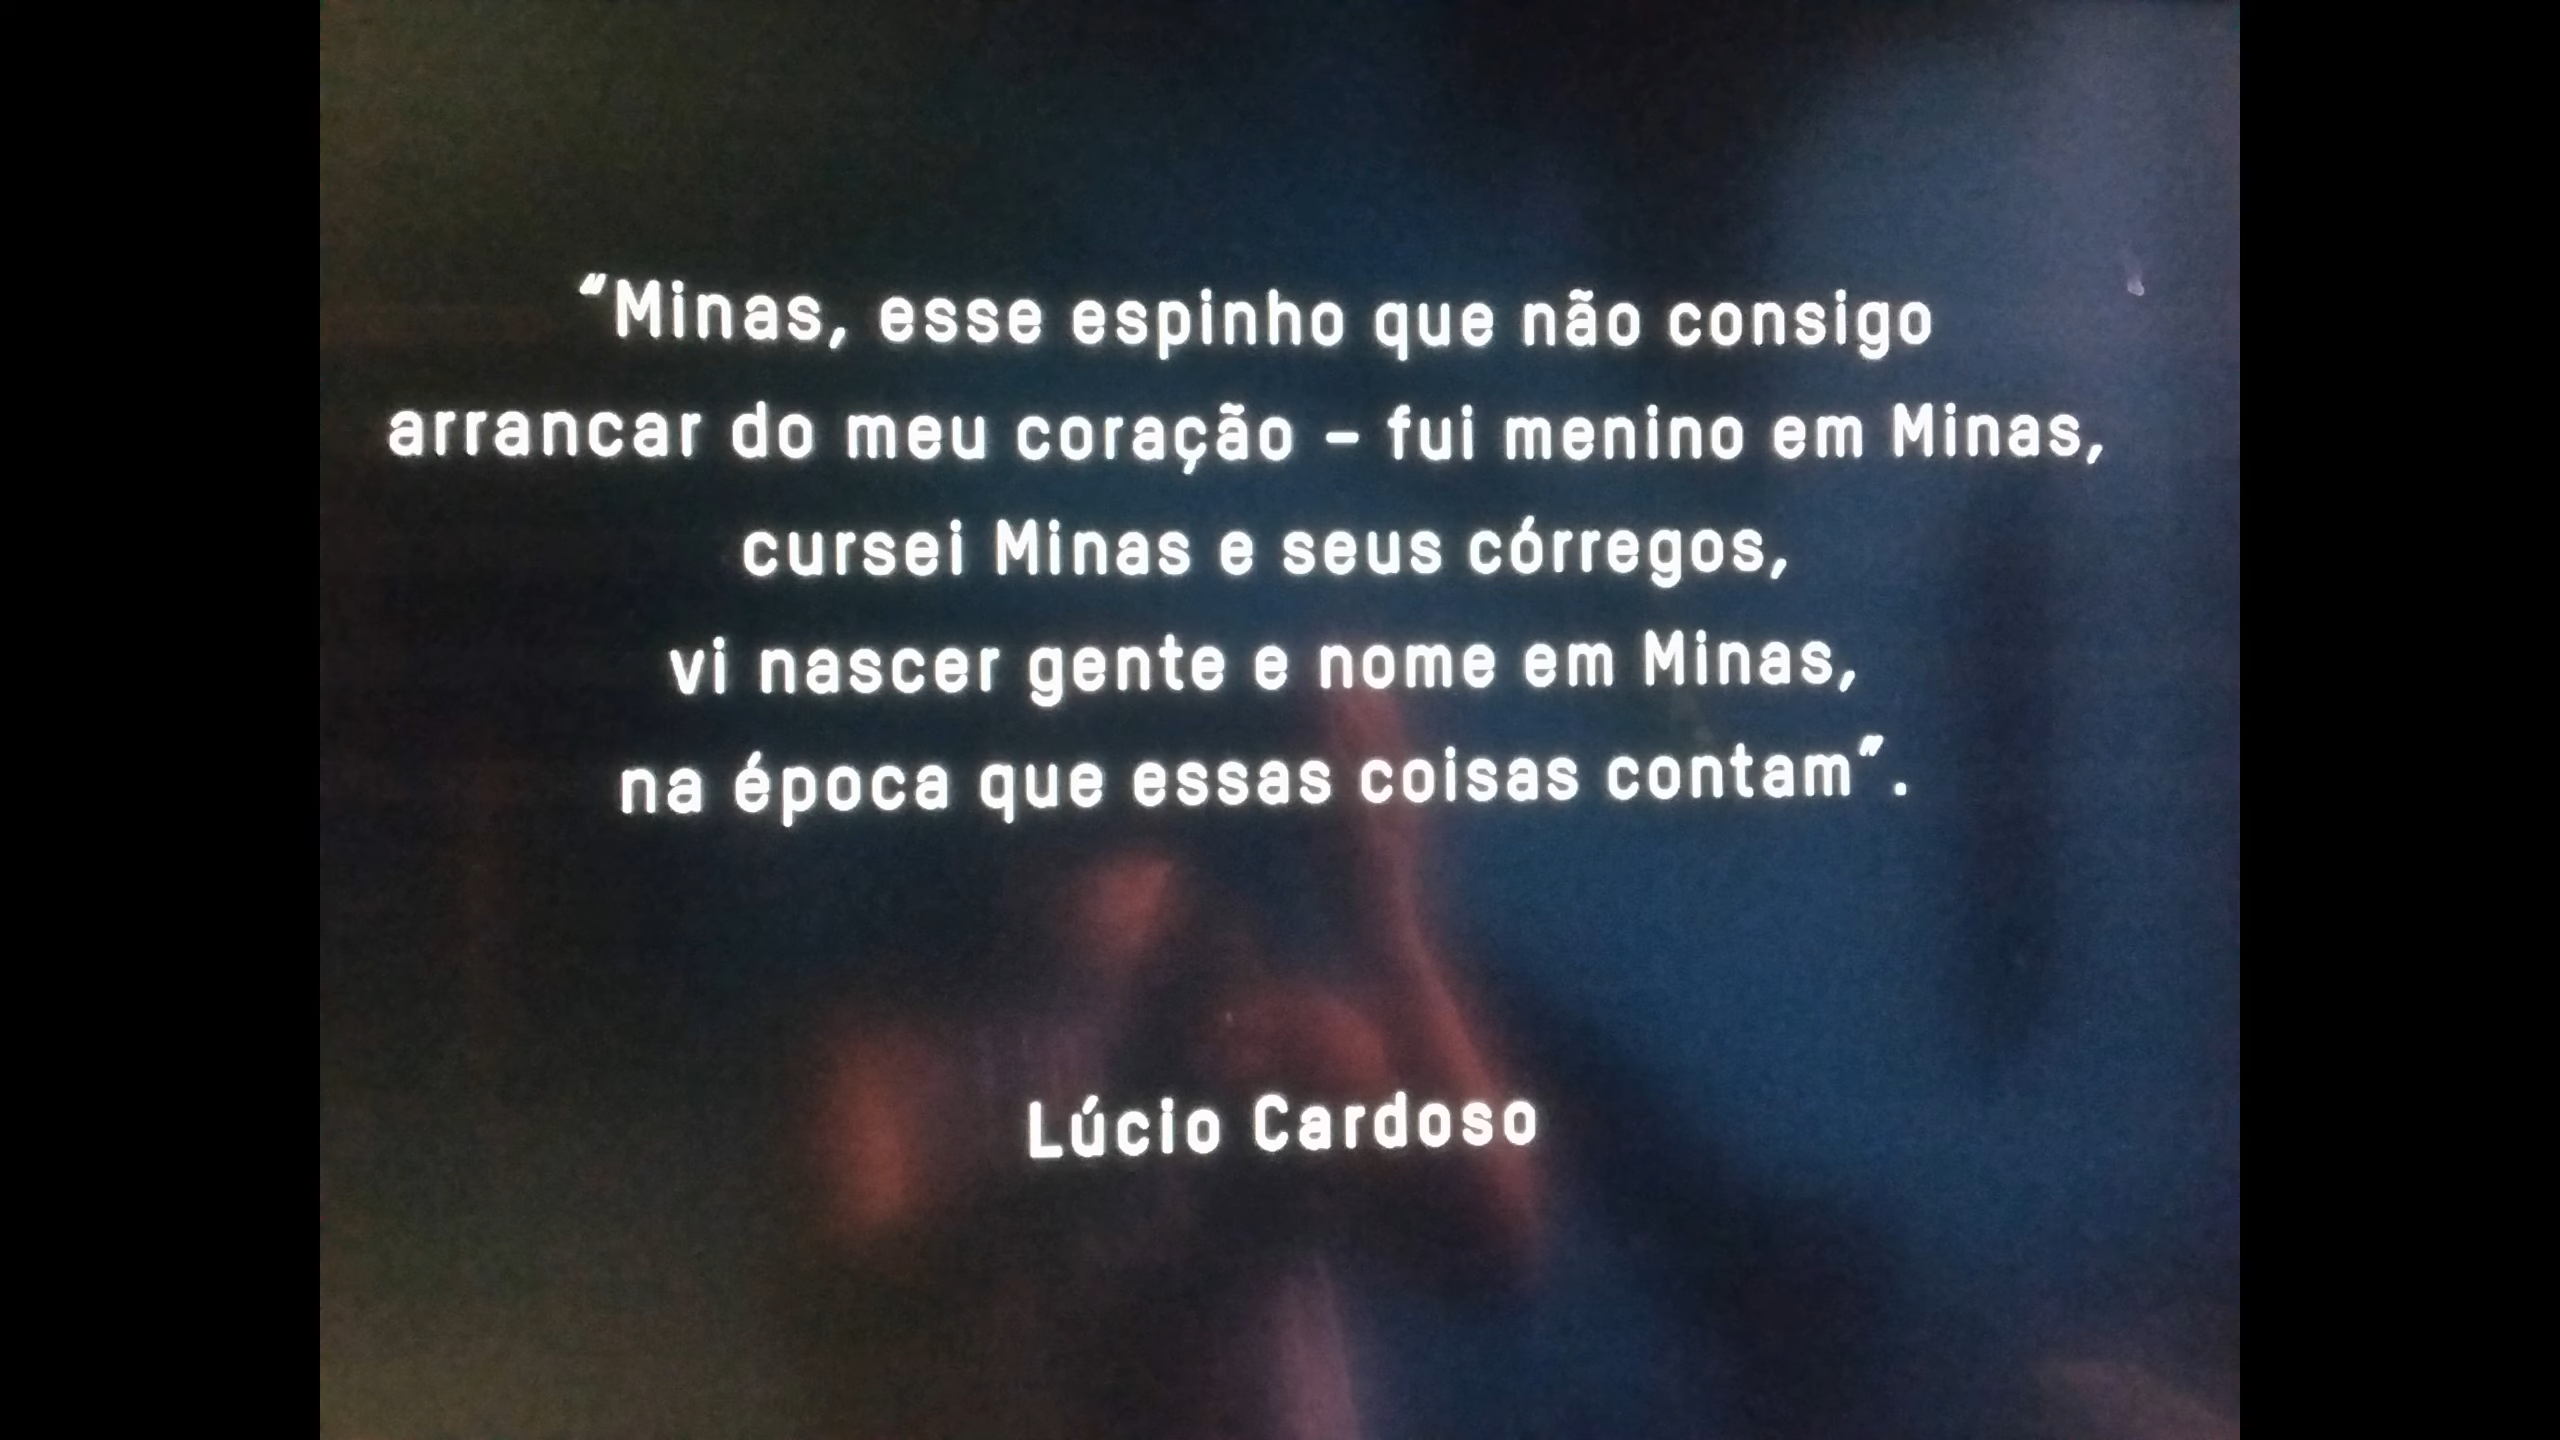 “Minas, esse espinho que não consigo
arrancar do meu coração – fui menino em Minas,
cursei Minas e seus córregos,
vi nascer gente e nome em Minas,
na época que essas coisas contam”.
Lúcio Cardoso